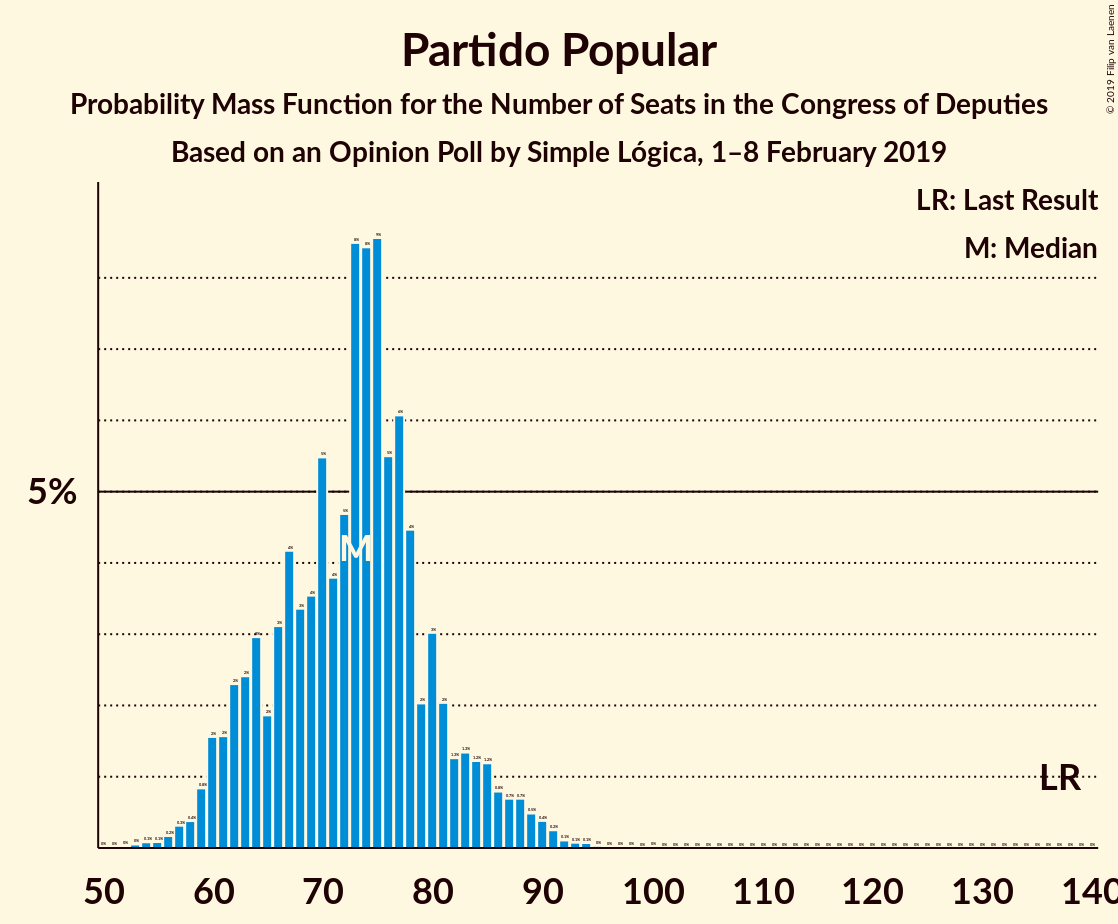 Partido Popular
Probability Mass Function for the Number of Seats in the Congress of Deputies
Based on an Opinion Poll by Simple Lógica, 1–8 February 2019
© 2019 Filip van Laenen
LR: Last Result
M: Median
5%
M
LR
50 60 70 80 90 100 110 120 130 140